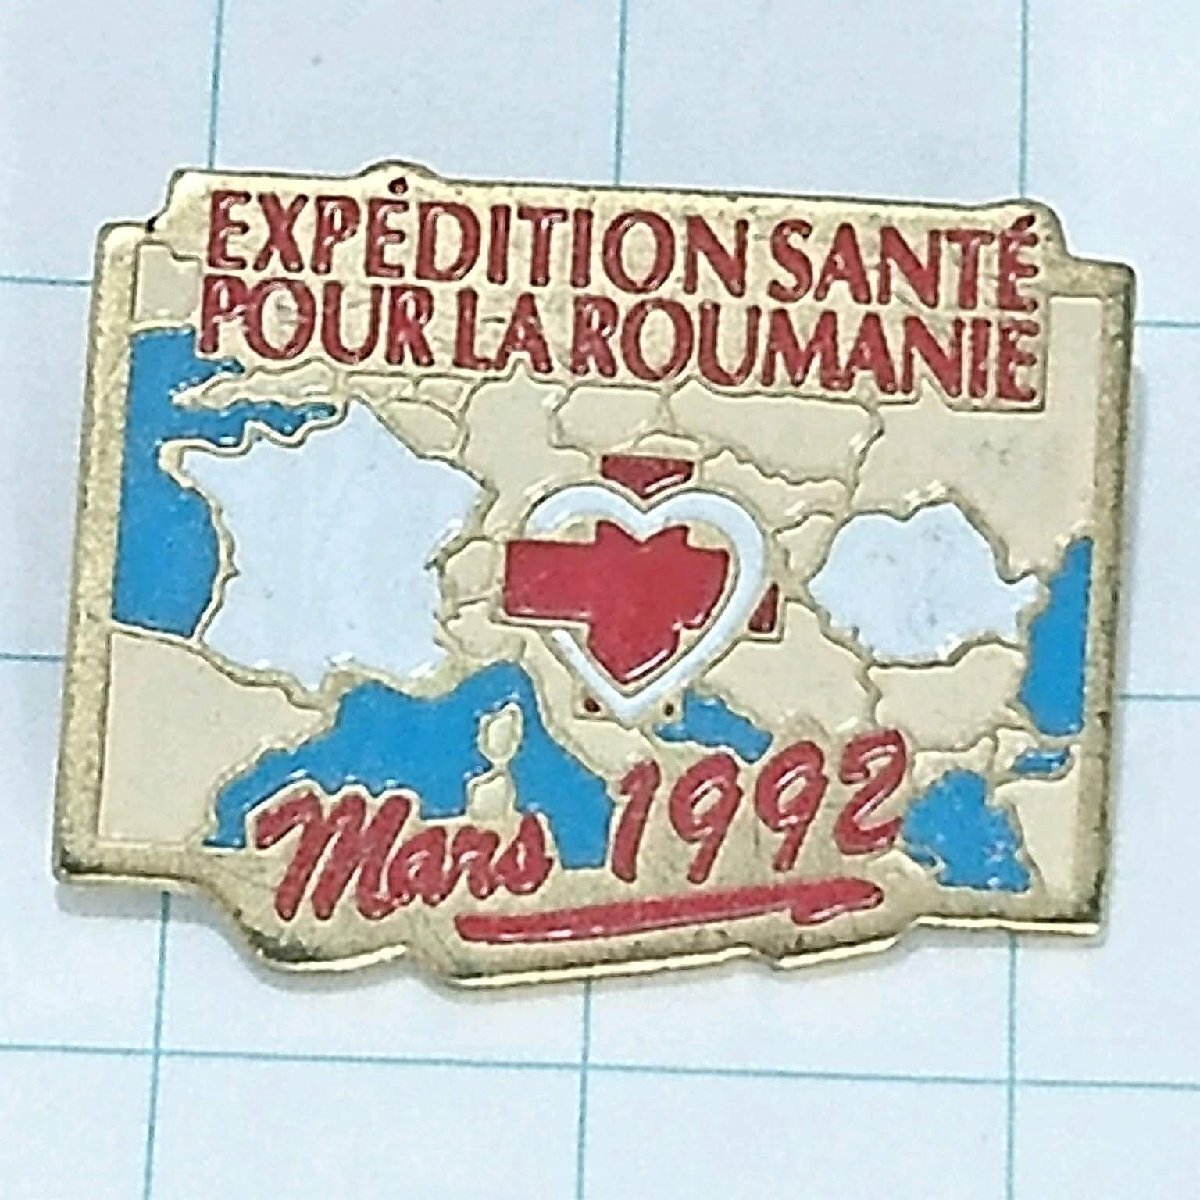 EXPÉDITION SANTÉ
POUR LA ROUMANIE
Mars 1992